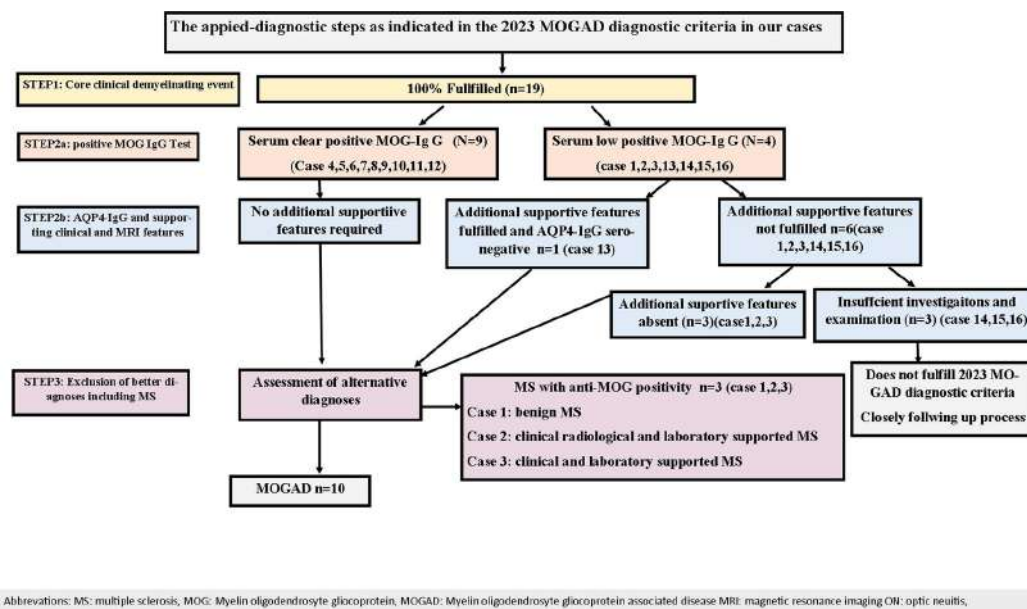 The appied-diagnostic steps as indicated in the 2023 MOGAD diagnostic criteria in our cases
STEP1: Core clinical demyelinating event
100% Fullfilled (n=19)
STEP2a: positive MOG IgG Test
Serum clear positive MOG-Ig G (N=9)
(Case 4,5,6,7,8,9,10,11,12)
Serum low positive MOG-Ig G (N=4)
(case 1,2,3,13,14,15,16)
STEP2b: AQP4-IgG and suppor-
ting clinical and MRI features
No additional supportiive
features required
Additional supportive features
fulfilled and AQP4-IgG sero-
negative n=1 (case 13)
Additional supportive features
not fulfilled n=6(case
1,2,3,14,15,16)
Additional suportive features
absent (n=3)(case1,2,3)
Insuffcient investigaitons and
examination (n=3) (case 14,15,16)
STEP3: Exclusion of better di-
agnoses including MS
Assessment of alternative
diagnoses
MS with anti-MOG positivity n=3 (case 1,2,3)
Case 1: benign MS
Case 2: clinical radiological and laboratory supported MS
Case 3: clinical and laboratory supported MS
Does not fulfill 2023 MO-
GAD diagnostic criteria
Closely follwing up process
MOGAD n=10
Abbrevations: MS: multiple sclerosis, MOG: Myelin oligodendrosyte gliocoprotein, MOGAD: Myelin oligodendrosyte gliocoprotein associated disease MRI: magnetic resonance imaging ON: optic neuitis,